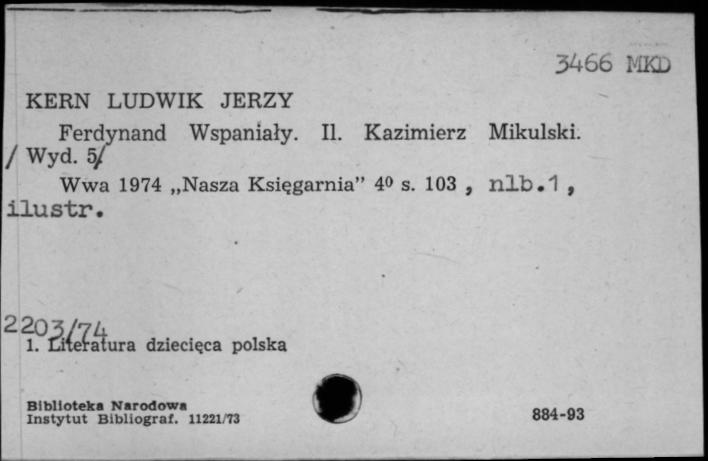 3466 MKD
KERN LUDWIK JERZY
Ferdynand Wspaniały. Il. Kazimierz Mikulski.
/ Wyd. 5/
Wwa 1974 „Nasza Księgarnia” 4⁰ s. 103 , nlb.1 ,
ilustr.
2203/74
1. Literatura dziecięca polska
Biblioteka Narodowa
Instytut Bibliograf. 11221/73
884-93